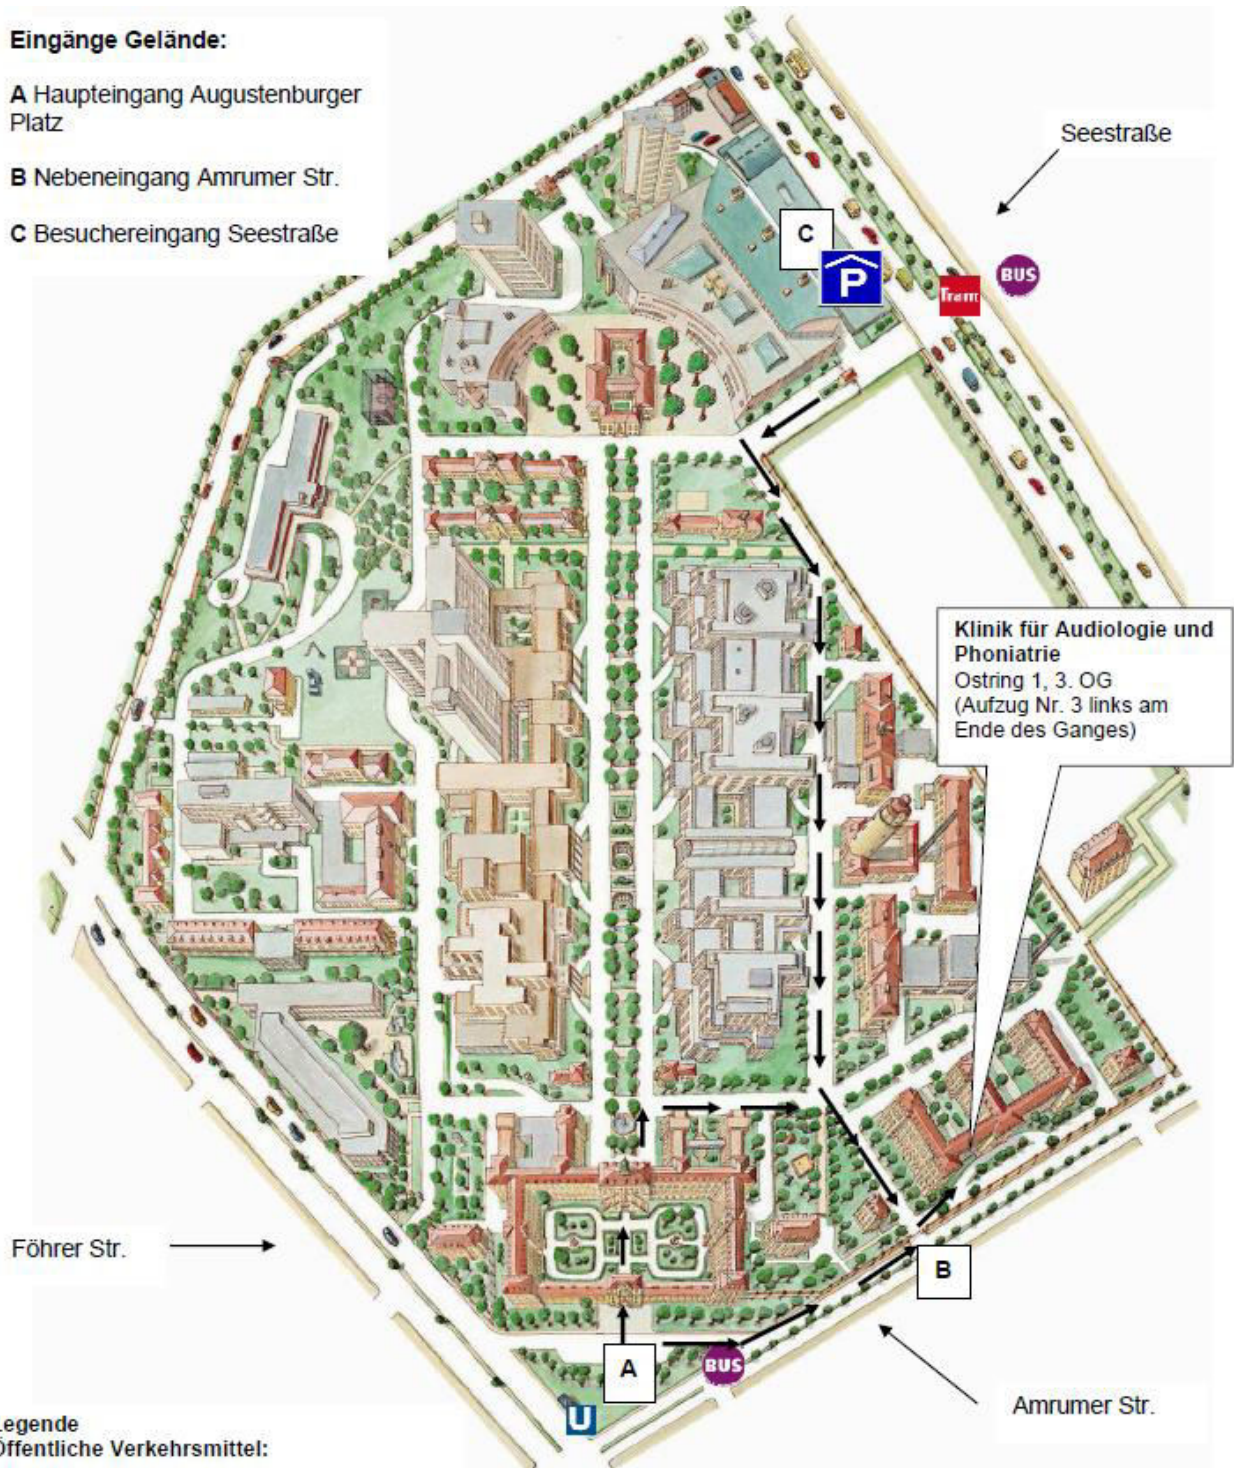 Eingänge Gelände:
A Haupteingang Augustenburger
Platz
B Nebeneingang Amrumer Str.
C Besuchereingang Seestraße
Seestraße
C
P
BUS
Tram
Klinik für Audiologie und
Phoniatrie
Ostring 1, 3. OG
(Aufzug Nr. 3 links am
Ende des Ganges)
Föhrer Str.
B
A
BUS
U
Amrumer Str.
Legende
Öffentliche Verkehrsmittel: